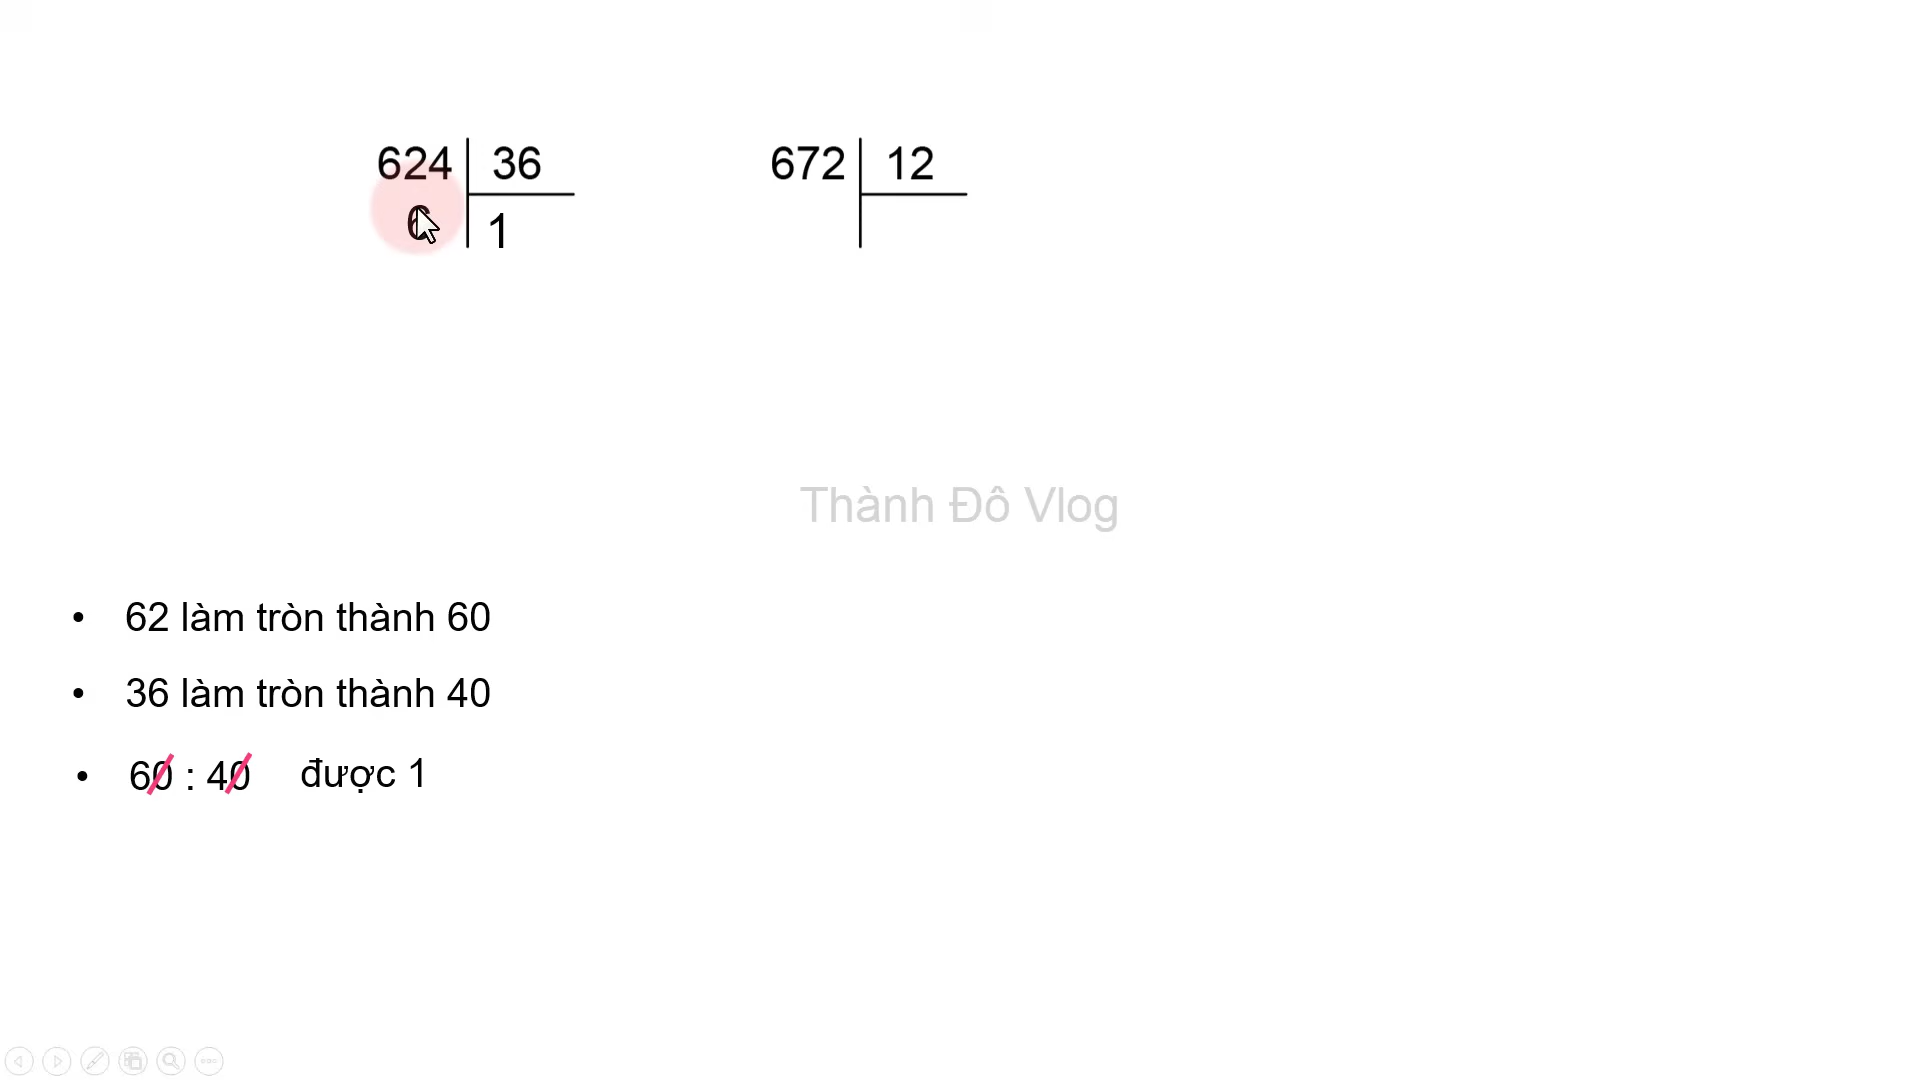 624 36 672 12
6 1
Thành Đô Vlog
• 62 làm tròn thành 60
• 36 làm tròn thành 40
• 60 : 40 được 1